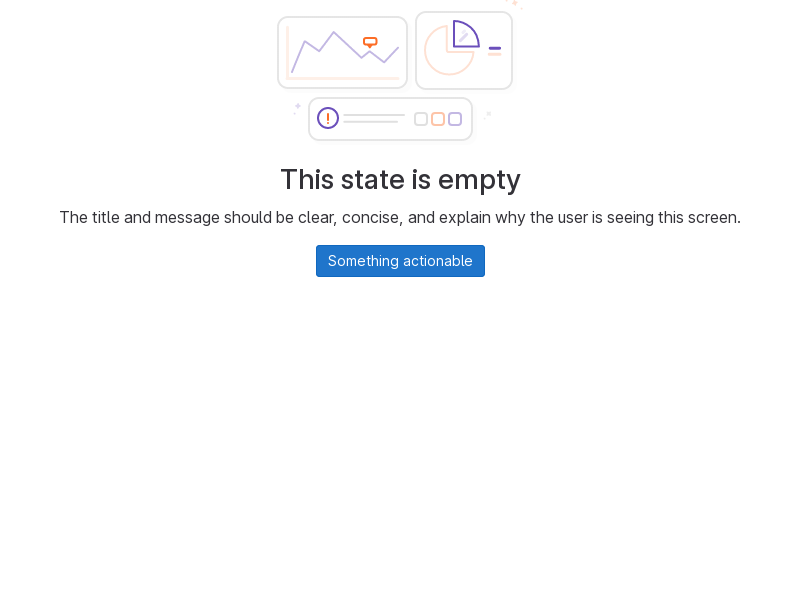 This state is empty
The title and message should be clear, concise, and explain why the user is seeing this screen.
Something actionable